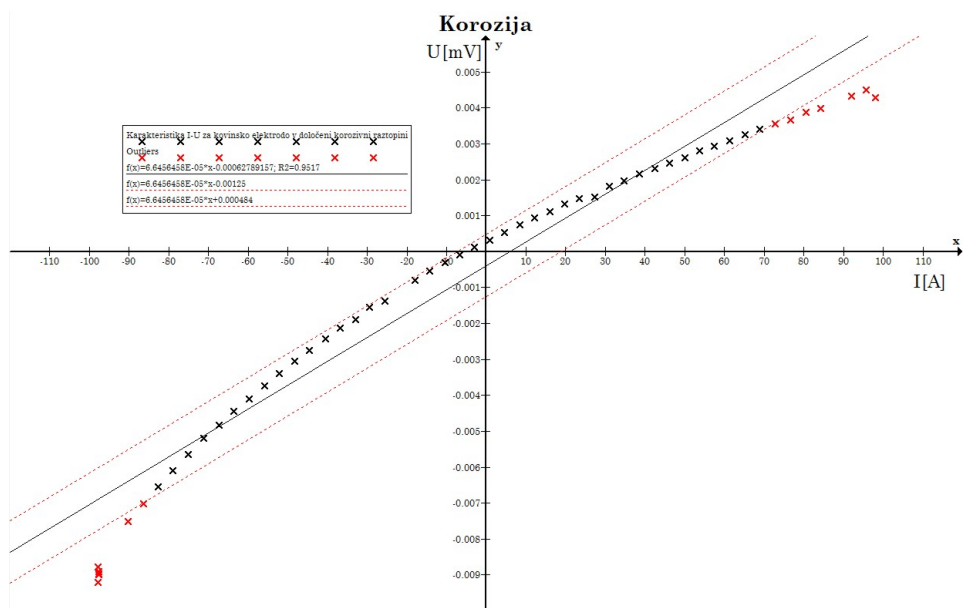 Korozija
U[mV]
y
0.005
0.004
0.003
0.002
0.001
Karakteristika I-U za kovinsko elektrodo v določeni korozivni raztopini
Outliers
f(x)=6.6456458E-05*x-0.00062789157; R2=0.9517
f(x)=6.6456458E-05*x-0.00125
f(x)=6.6456458E-05*x+0.000484
x
-110 -100 -90 -80 -70 -60 -50 -40 -30 -20 -10 10 20 30 40 50 60 70 80 90 100 110
I[A]
-0.001
-0.002
-0.003
-0.004
-0.005
-0.006
-0.007
-0.008
-0.009